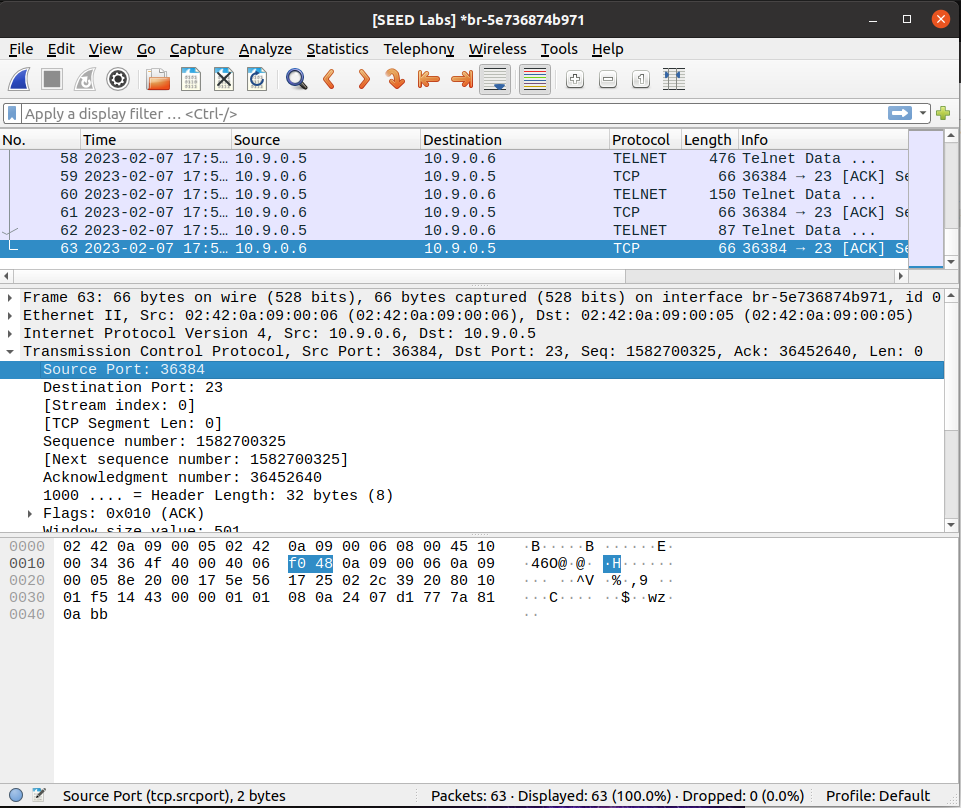 [SEED Labs] *br-5e736874b971
File Edit View Go Capture Analyze Statistics Telephony Wireless Tools Help
Apply a display filter … <Ctrl-/>
No. Time Source Destination Protocol Length Info
58 2023-02-07 17:5… 10.9.0.5 10.9.0.6 TELNET 476 Telnet Data ...
59 2023-02-07 17:5… 10.9.0.6 10.9.0.5 TCP 66 36384 → 23 [ACK] Se
60 2023-02-07 17:5… 10.9.0.5 10.9.0.6 TELNET 150 Telnet Data ...
61 2023-02-07 17:5… 10.9.0.6 10.9.0.5 TCP 66 36384 → 23 [ACK] Se
62 2023-02-07 17:5… 10.9.0.5 10.9.0.6 TELNET 87 Telnet Data ...
63 2023-02-07 17:5… 10.9.0.6 10.9.0.5 TCP 66 36384 → 23 [ACK] Se
Frame 63: 66 bytes on wire (528 bits), 66 bytes captured (528 bits) on interface br-5e736874b971, id 0
Ethernet II, Src: 02:42:0a:09:00:06 (02:42:0a:09:00:06), Dst: 02:42:0a:09:00:05 (02:42:0a:09:00:05)
Internet Protocol Version 4, Src: 10.9.0.6, Dst: 10.9.0.5
Transmission Control Protocol, Src Port: 36384, Dst Port: 23, Seq: 1582700325, Ack: 36452640, Len: 0
Source Port: 36384
Destination Port: 23
[Stream index: 0]
[TCP Segment Len: 0]
Sequence number: 1582700325
[Next sequence number: 1582700325]
Acknowledgment number: 36452640
1000 .... = Header Length: 32 bytes (8)
Flags: 0x010 (ACK)
Window size value: 501
0000 02 42 0a 09 00 05 02 42 0a 09 00 06 08 00 45 10 ·B·····B ······E·
0010 00 34 36 4f 40 00 40 06 f0 48 0a 09 00 06 0a 09 ·46O@·@· ·H······
0020 00 05 8e 20 00 17 5e 56 17 25 02 2c 39 20 80 10 ··· ··^V ·%·,9 ··
0030 01 f5 14 43 00 00 01 01 08 0a 24 07 d1 77 7a 81 ···C···· ··$··wz·
0040 0a bb ··
Source Port (tcp.srcport), 2 bytes Packets: 63 · Displayed: 63 (100.0%) · Dropped: 0 (0.0%) Profile: Default